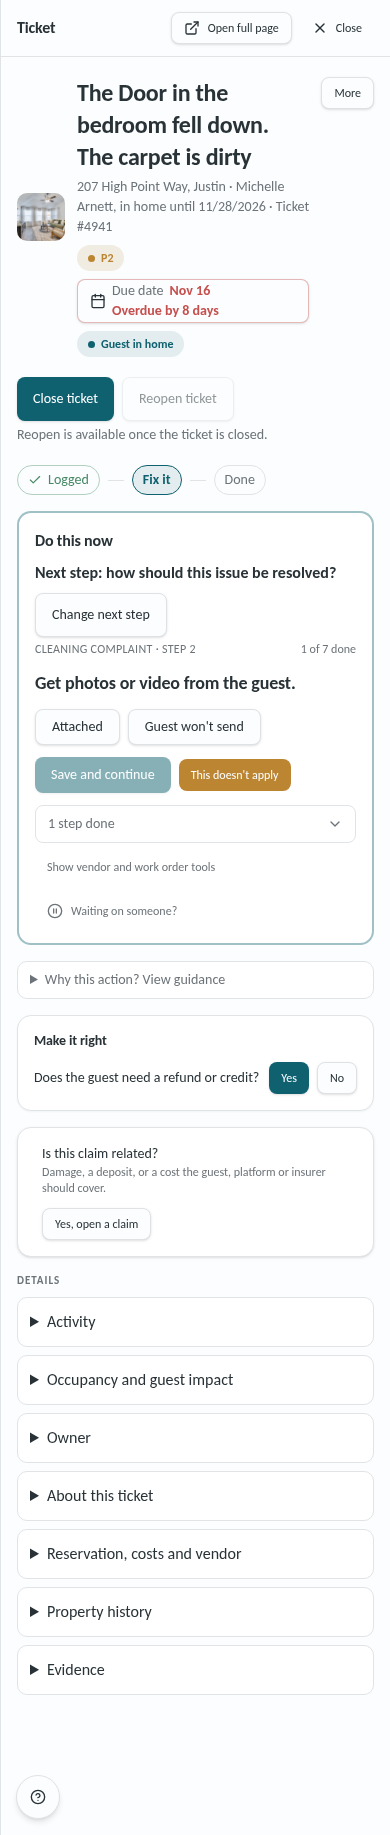 Ticket
Open full page
Close
The Door in the
bedroom fell down.
The carpet is dirty
More
207 High Point Way, Justin · Michelle
Arnett, in home until 11/28/2026 · Ticket
#4941
P2
Due date Nov 16
Overdue by 8 days
Guest in home
Close ticket
Reopen ticket
Reopen is available once the ticket is closed.
Logged
Fix it
Done
Do this now
Next step: how should this issue be resolved?
Change next step
CLEANING COMPLAINT · STEP 2
1 of 7 done
Get photos or video from the guest.
Attached
Guest won't send
Save and continue
This doesn't apply
1 step done
Show vendor and work order tools
Waiting on someone?
Why this action? View guidance
Make it right
Does the guest need a refund or credit?
Yes
No
Is this claim related?
Damage, a deposit, or a cost the guest, platform or insurer
should cover.
Yes, open a claim
DETAILS
Activity
Occupancy and guest impact
Owner
About this ticket
Reservation, costs and vendor
Property history
Evidence